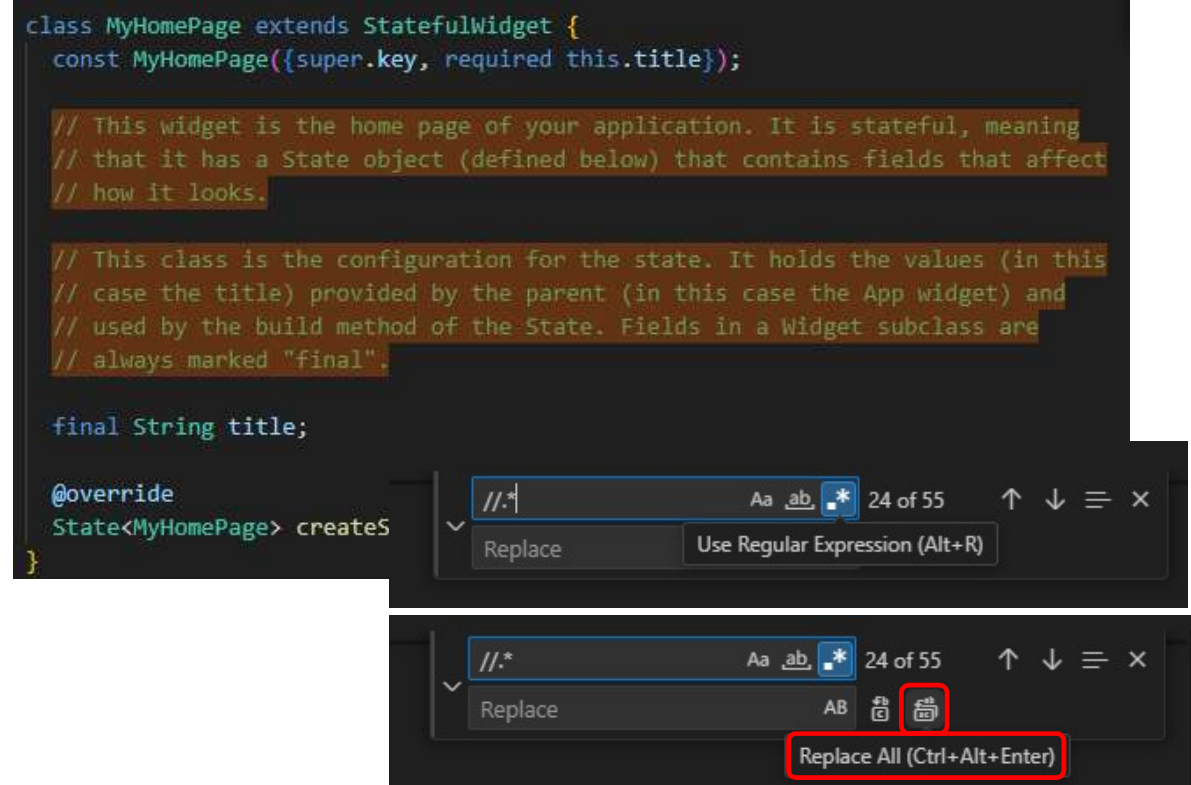 class MyHomePage extends StatefulWidget {
const MyHomePage({super.key, required this.title});
// This widget is the home page of your application. It is stateful, meaning
// that it has a State object (defined below) that contains fields that affect
// how it looks.
// This class is the configuration for the state. It holds the values (in this
// case the title) provided by the parent (in this case the App widget) and
// used by the build method of the State. Fields in a Widget subclass are
// always marked "final".
final String title;
@override
State<MyHomePage> createS
}
//.* Aa ab .* 24 of 55
Replace
Use Regular Expression (Alt+R)
//.* Aa ab .* 24 of 55
Replace AB
Replace All (Ctrl+Alt+Enter)